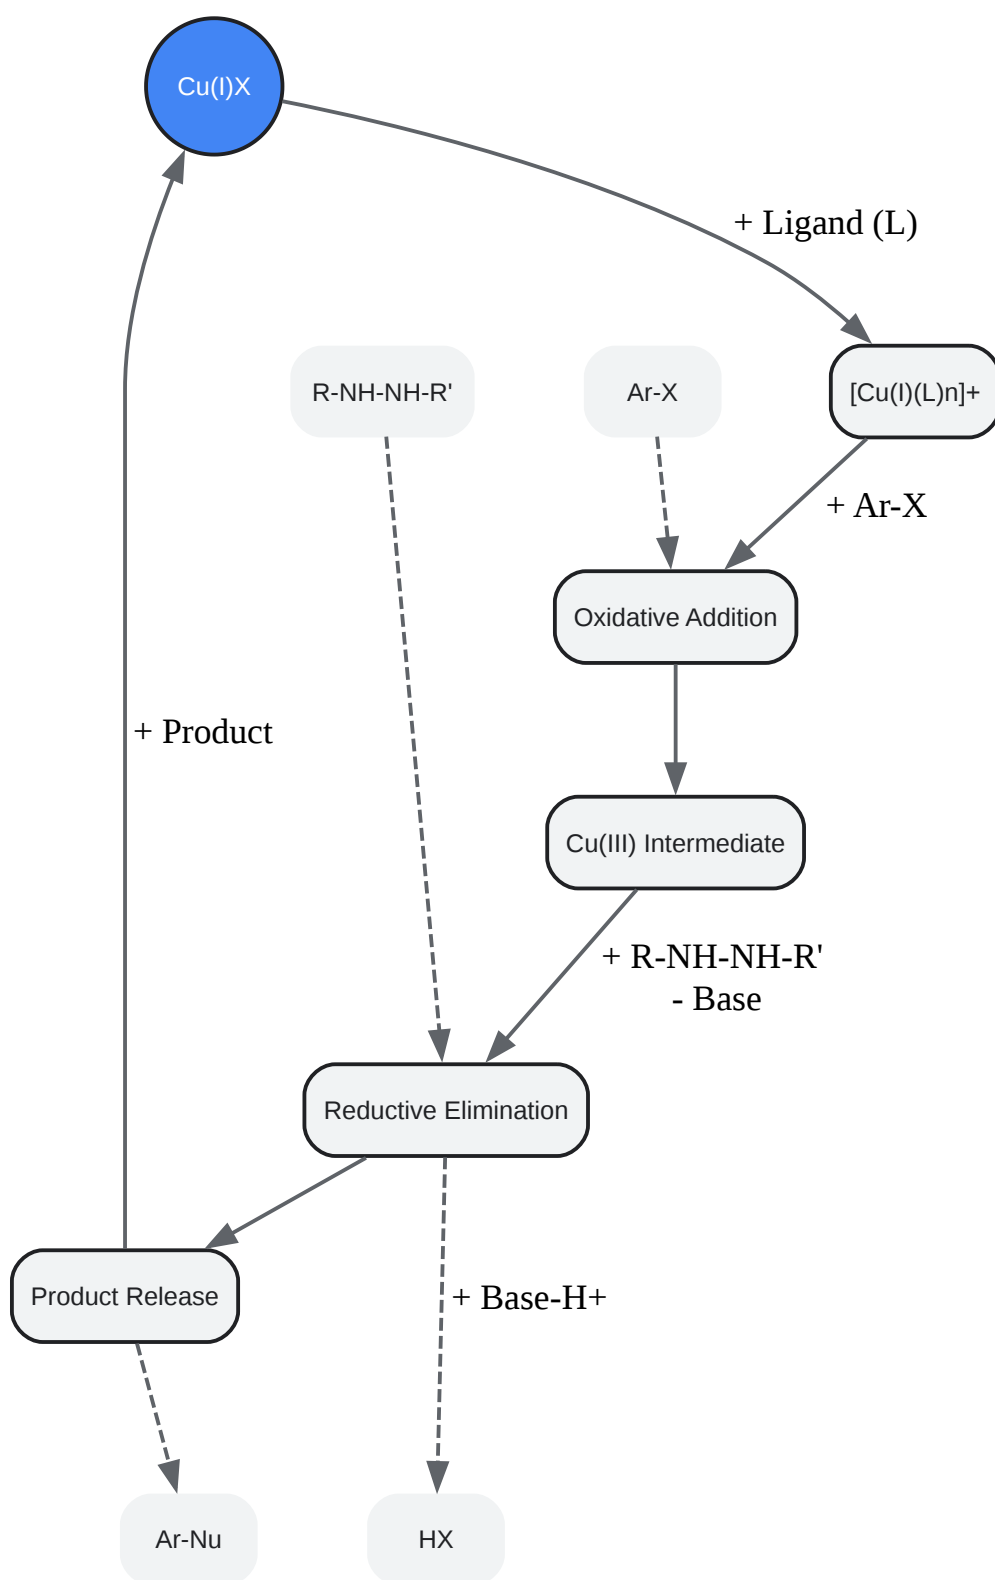 Cu(I)X
+ Ligand (L)
R-NH-NH-R'
Ar-X
[Cu(I)(L)n]+
+ Ar-X
Oxidative Addition
+ Product
Cu(III) Intermediate
+ R-NH-NH-R'
- Base
Reductive Elimination
Product Release
+ Base-H+
Ar-Nu
HX